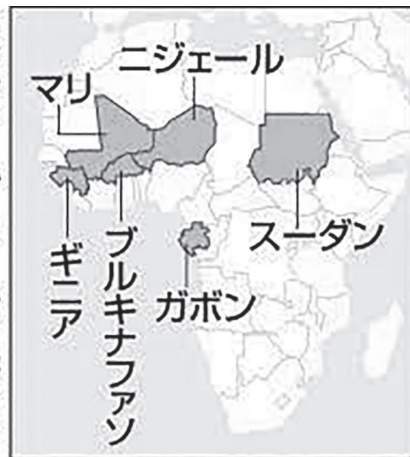 ニジェール
マリ
スーダン
ガボン
ブルキナファソ
ギニア